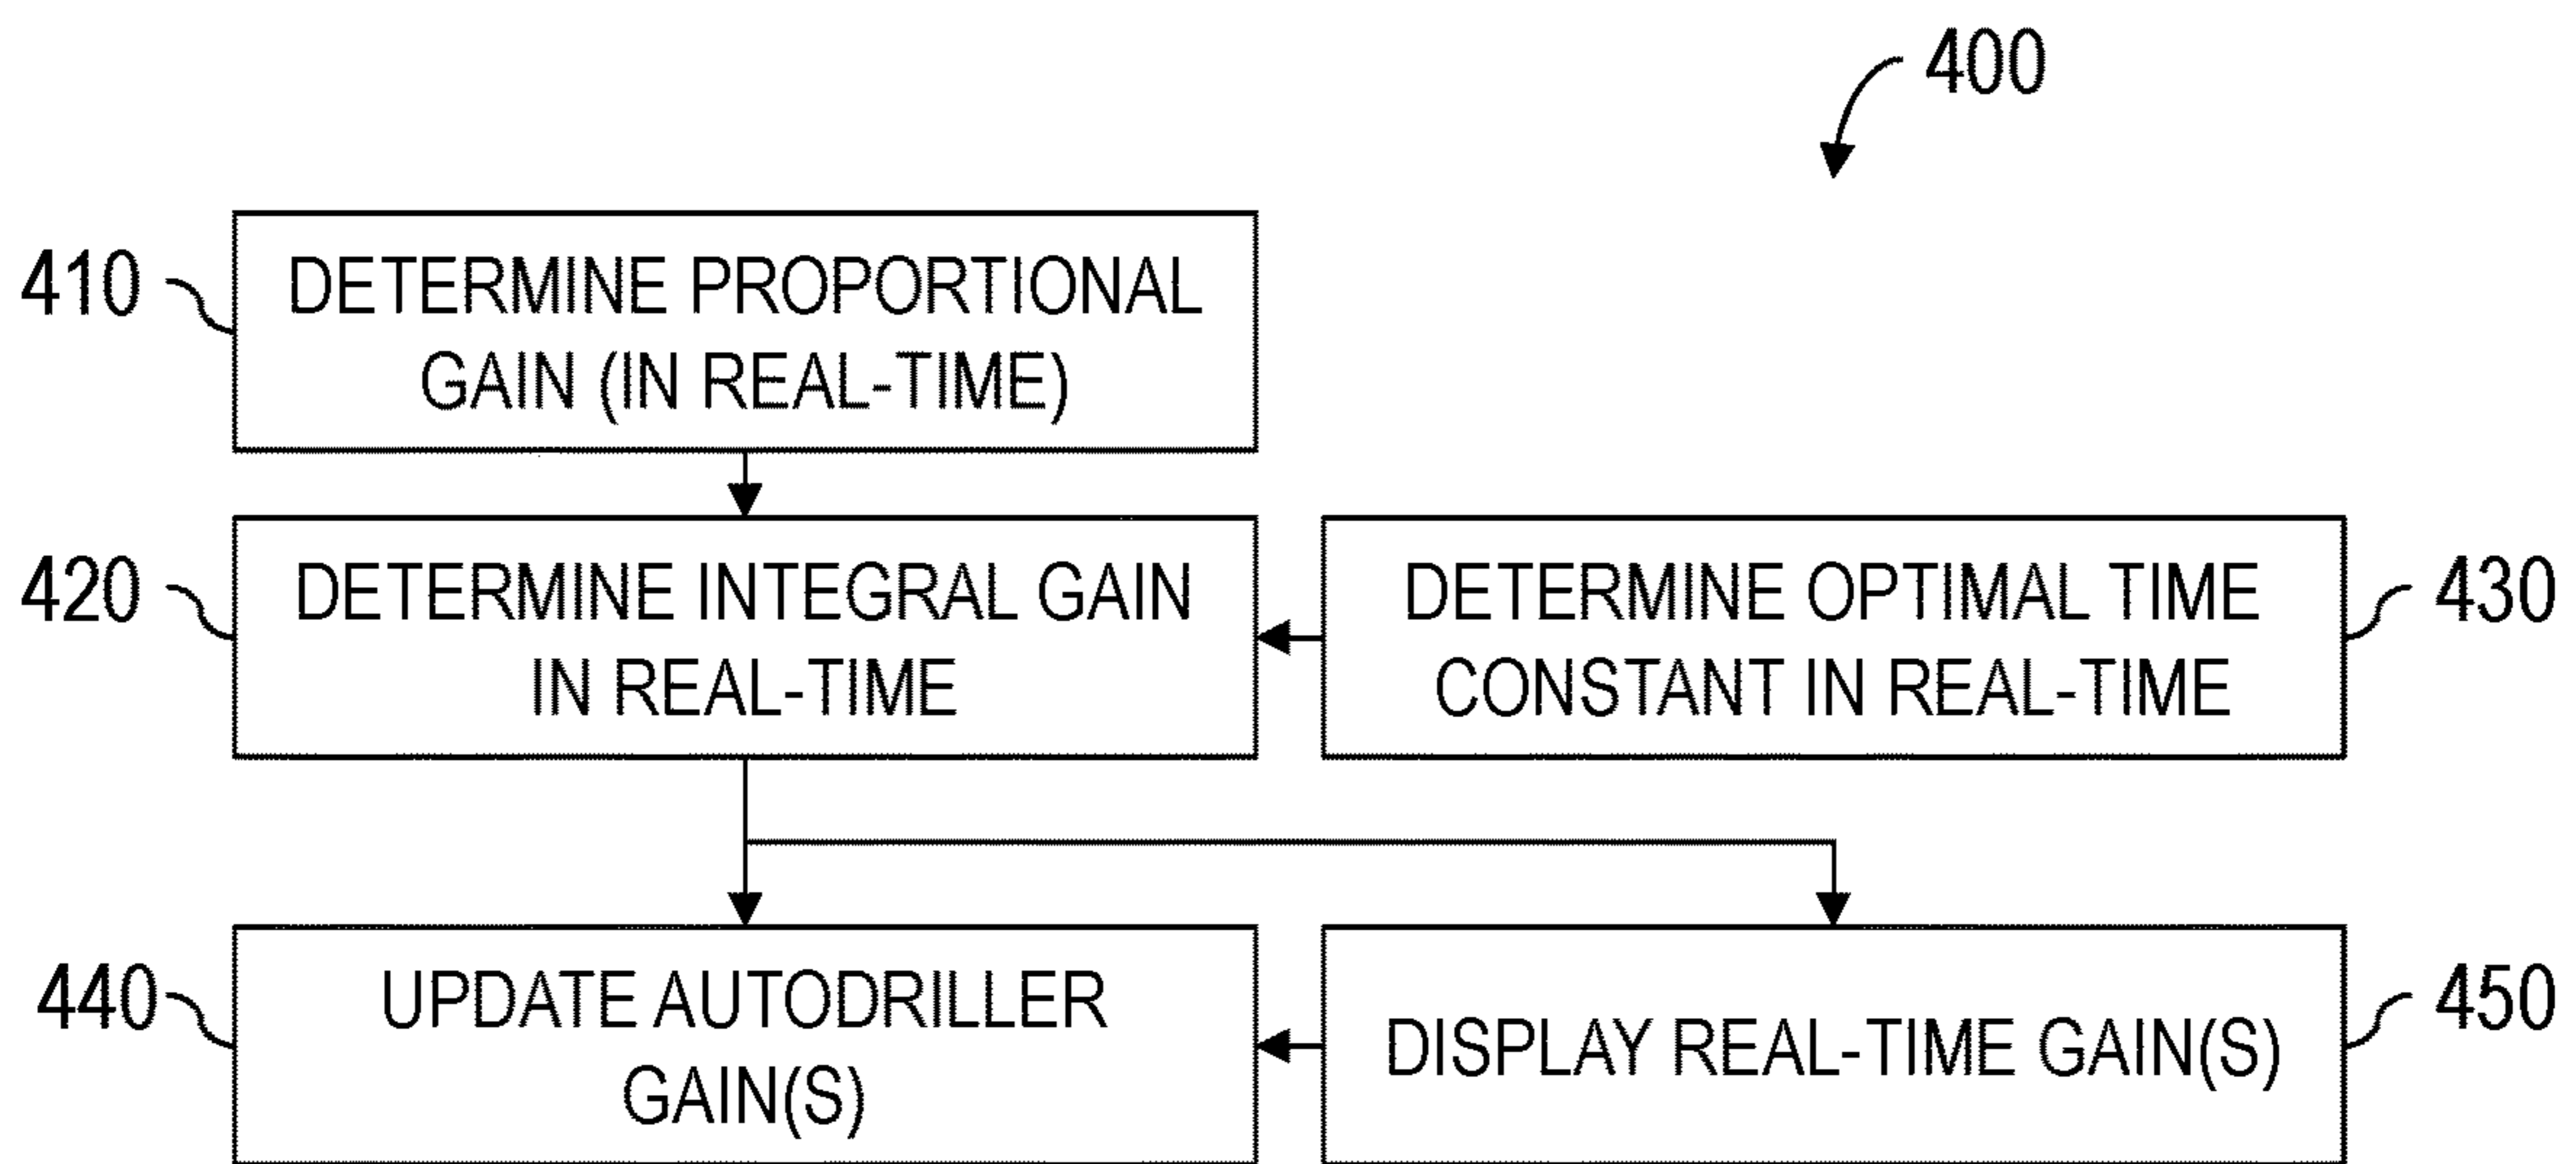 400
410
DETERMINE PROPORTIONAL
GAIN (IN REAL-TIME)
420
DETERMINE INTEGRAL GAIN
IN REAL-TIME
DETERMINE OPTIMAL TIME
CONSTANT IN REAL-TIME
430
440
UPDATE AUTODRILLER
GAIN(S)
DISPLAY REAL-TIME GAIN(S)
450